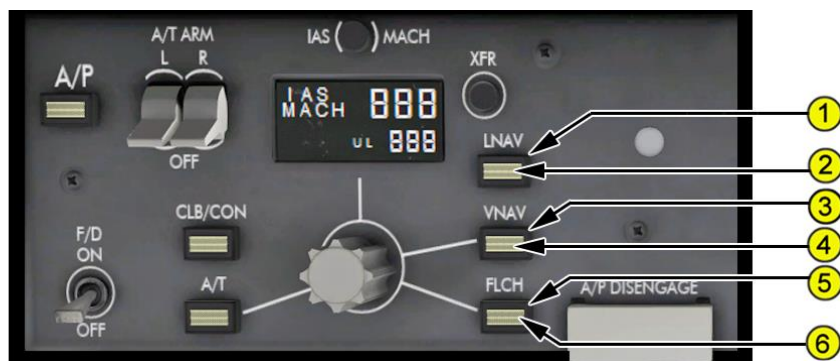 A/T ARM
L R
OFF
A/P
IAS ( ) MACH
IAS
MACH 888
UL 888
XFR
LNAV
CLB/CON
VNAV
F/D
ON
OFF
A/T
FLCH
A/P DISENGAGE
1
2
3
4
5
6